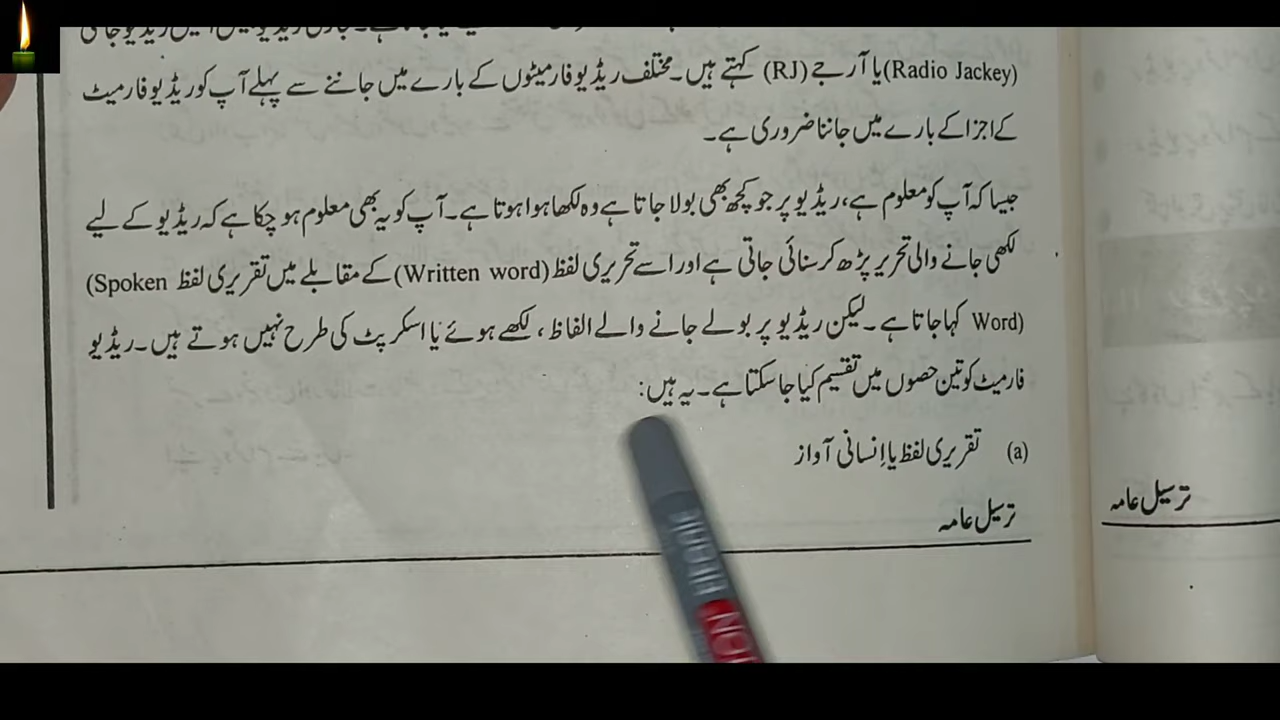 (Radio Jackey) یا آر جے (RJ) کہتے ہیں۔ مختلف ریڈیو فارمیٹوں کے بارے میں جاننے سے پہلے آپ کو ریڈیو فارمیٹ
کے اجزا کے بارے میں جاننا ضروری ہے۔
جیسا کہ آپ کو معلوم ہے، ریڈیو پر جو کچھ بھی بولا جاتا ہے وہ لکھا ہوا ہوتا ہے۔ آپ کو یہ بھی معلوم ہو چکا ہے کہ ریڈیو کے لیے
لکھی جانے والی تحریر پڑھ کر سنائی جاتی ہے اور اسے تحریری لفظ (Written word) کے مقابلے میں تقریری لفظ (Spoken
Word) کہا جاتا ہے۔ لیکن ریڈیو پر بولے جانے والے الفاظ، لکھے ہوئے یا اسکرپٹ کی طرح نہیں ہوتے ہیں۔ ریڈیو
فارمیٹ کو تین حصوں میں تقسیم کیا جا سکتا ہے۔ یہ ہیں:
(a) تقریری لفظ یا اِنسانی آواز
ترسیل عامہ
ترسیل عامہ